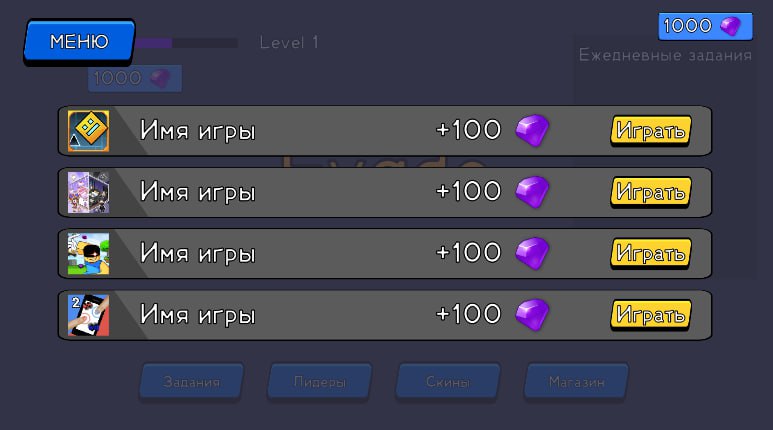 МЕНЮ
1000
Level 1
1000
Ежедневные задания
Имя игры +100 Играть
Имя игры +100 Играть
Имя игры +100 Играть
2
Имя игры +100 Играть
Задания Лидеры Скины Магазин